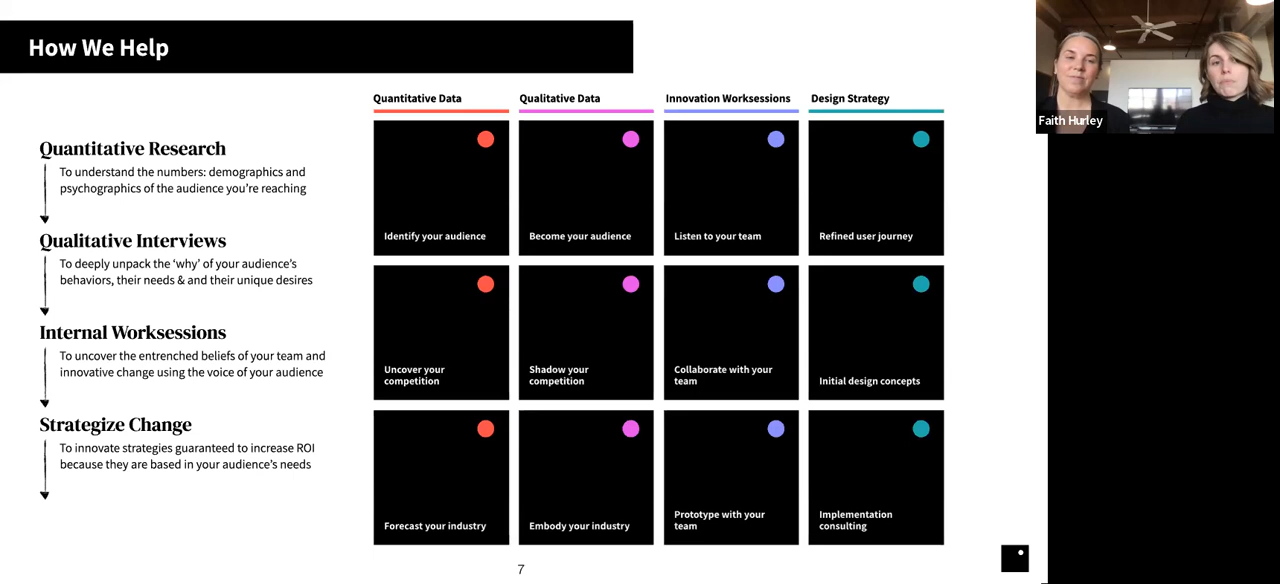 How We Help
Faith Hurley
Quantitative Research
To understand the numbers: demographics and
psychographics of the audience you're reaching
Qualitative Interviews
To deeply unpack the ‘why’ of your audience's
behaviors, their needs & and their unique desires
Internal Worksessions
To uncover the entrenched beliefs of your team and
innovative change using the voice of your audience
Strategize Change
To innovate strategies guaranteed to increase ROI
because they are based in your audience's needs
Quantitative Data
Qualitative Data
Innovation Worksessions
Design Strategy
Identify your audience
Become your audience
Listen to your team
Refined user journey
Uncover your
competition
Shadow your
competition
Collaborate with your
team
Initial design concepts
Forecast your industry
Embody your industry
Prototype with your
team
Implementation
consulting
7